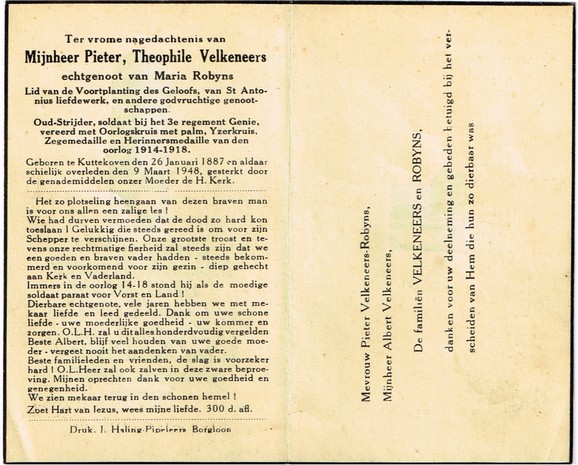 Ter vrome nagedachtenis van
Mijnheer Pieter, Theophile Velkeneers
echtgenoot van Maria Robyns
Lid van de Voortplanting des Geloofs, van St Anto-
nius liefdewerk, en andere godvruchtige genoot-
schappen.
Oud-Strijder, soldaat bij het 3e regement Genie,
vereerd met Oorlogskruis met palm, Yzerkruis.
Zegemedaille en Herinnersmedaille van den
oorlog 1914-1918.
Geboren te Kuttekoven den 26 Januari 1887 en aldaar
schielijk overleden den 9 Maart 1948, gesterkt door
de genademiddelen onzer Moeder de H. Kerk.
Het zo plotseling heengaan van dezen braven man
is voor ons allen een zalige les !
Wie had durven vermoeden dat de dood zo hard kon
toeslaan ! Gelukkig die steeds gereed is om voor zijn
Schepper te verschijnen. Onze grootste troost en te-
vens onze rechtmatige fierheid zal steeds zijn dat we
een goeden en braven vader hadden - steeds bekom-
merd en voorkomend voor zijn gezin - diep gehecht
aan Kerk en Vaderland.
Immers in de oorlog 14-18 stond hij als de moedige
soldaat paraat voor Vorst en Land !
Dierbare echtgenote, vele jaren hebben we met me-
kaar liefde en leed gedeeld. Dank om uwe schone
liefde - uwe moederlijke goedheid - uw kommer en
zorgen. O.L.H. zal u dit alles honderdvoudig vergelden
Beste Albert, blijf veel houden van uwe goede moe-
der - vergeet nooit het aandenken van vader.
Beste familieleden en vrienden, de slag is voorzeker
hard ! O.L.Heer zal ook zalven in deze zware beproe-
ving. Mijnen oprechten dank voor uwe goedheid en
genegenheid.
We zien mekaar terug in den schonen hemel !
Zoet Hart van Iezus, wees mijne liefde. 300 d. afl.
Druk. J. Haling-Pipeleers Borgloon
Mevrouw Pieter Velkeneers-Robyns,
Mijnheer Albert Velkeneers,
De familiën VELKENEERS en ROBYNS,
danken voor uw deelneming en gebeden betuigd bij het ver-
scheiden van Hem die hun zo dierbaar was